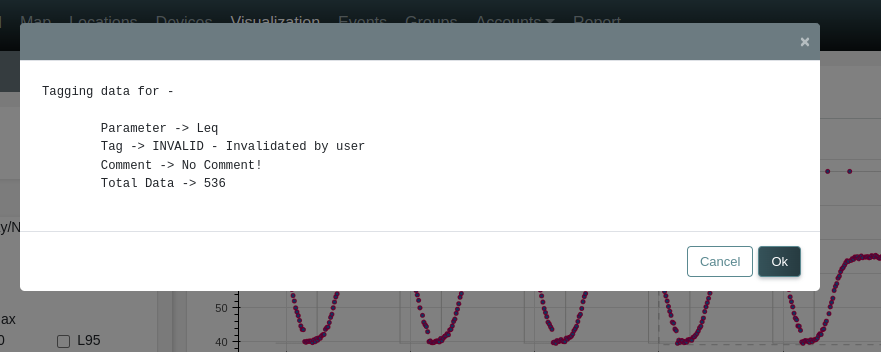 Map Locations Devices Visualization Events Groups Accounts Report
×
Tagging data for -
Parameter -> Leq
Tag -> INVALID - Invalidated by user
Comment -> No Comment!
Total Data -> 536
Cancel Ok
y/N
50
ax
40
0 L95